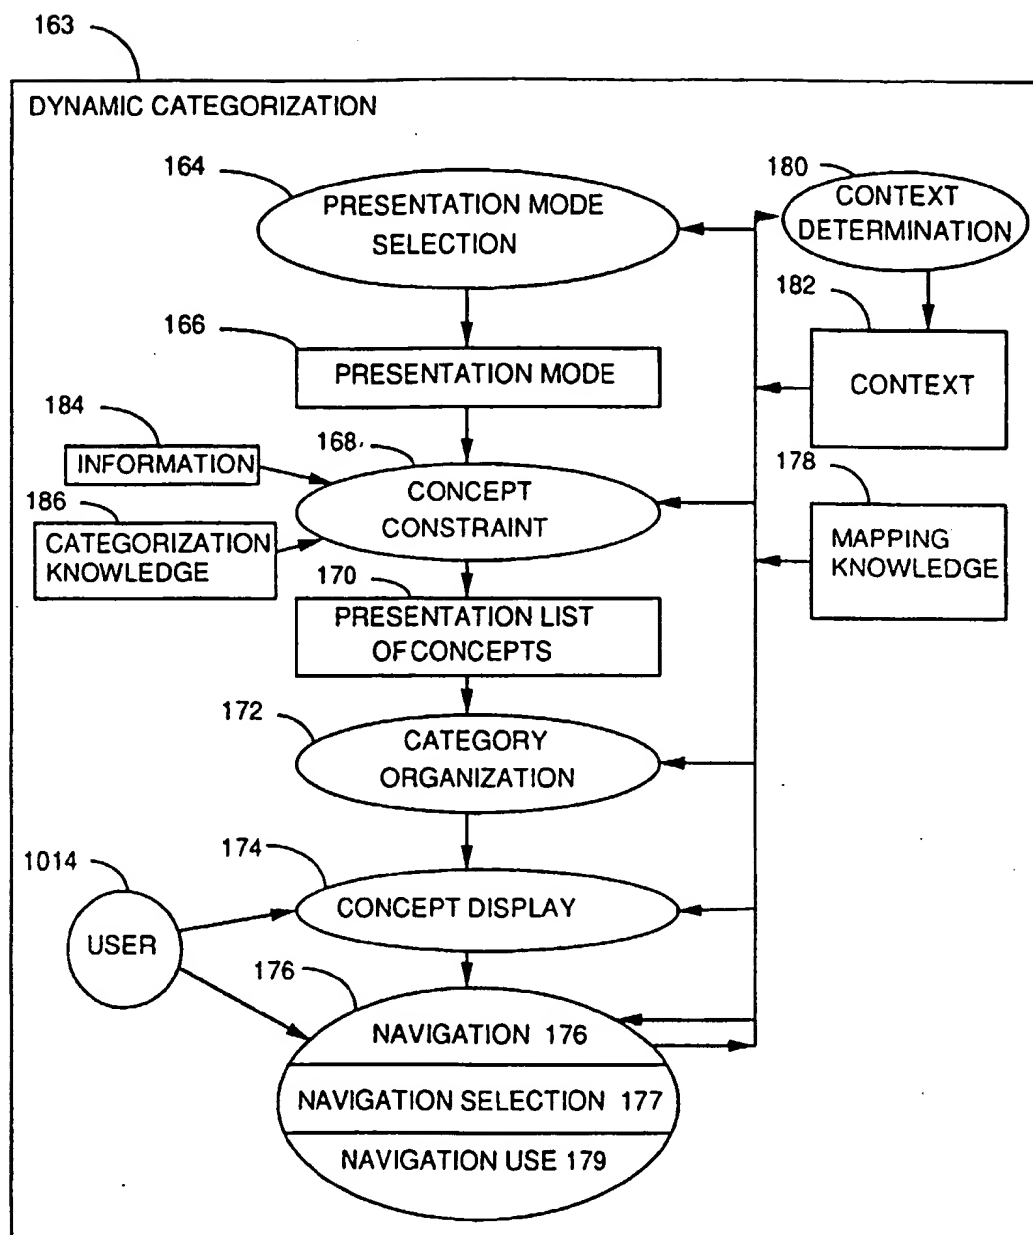 163
DYNAMIC CATEGORIZATION
164
PRESENTATION MODE
SELECTION
180
CONTEXT
DETERMINATION
166
PRESENTATION MODE
182
CONTEXT
184
INFORMATION
168
CONCEPT
CONSTRAINT
178
MAPPING
KNOWLEDGE
186
CATEGORIZATION
KNOWLEDGE
170
PRESENTATION LIST
OF CONCEPTS
172
CATEGORY
ORGANIZATION
174
CONCEPT DISPLAY
1014
USER
176
NAVIGATION 176
NAVIGATION SELECTION 177
NAVIGATION USE 179